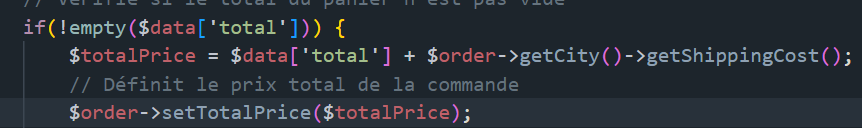 // Vérifie si le total du panier n'est pas vide
if(!empty($data['total'])) {
$totalPrice = $data['total'] + $order->getCity()->getShippingCost();
// Définit le prix total de la commande
$order->setTotalPrice($totalPrice);